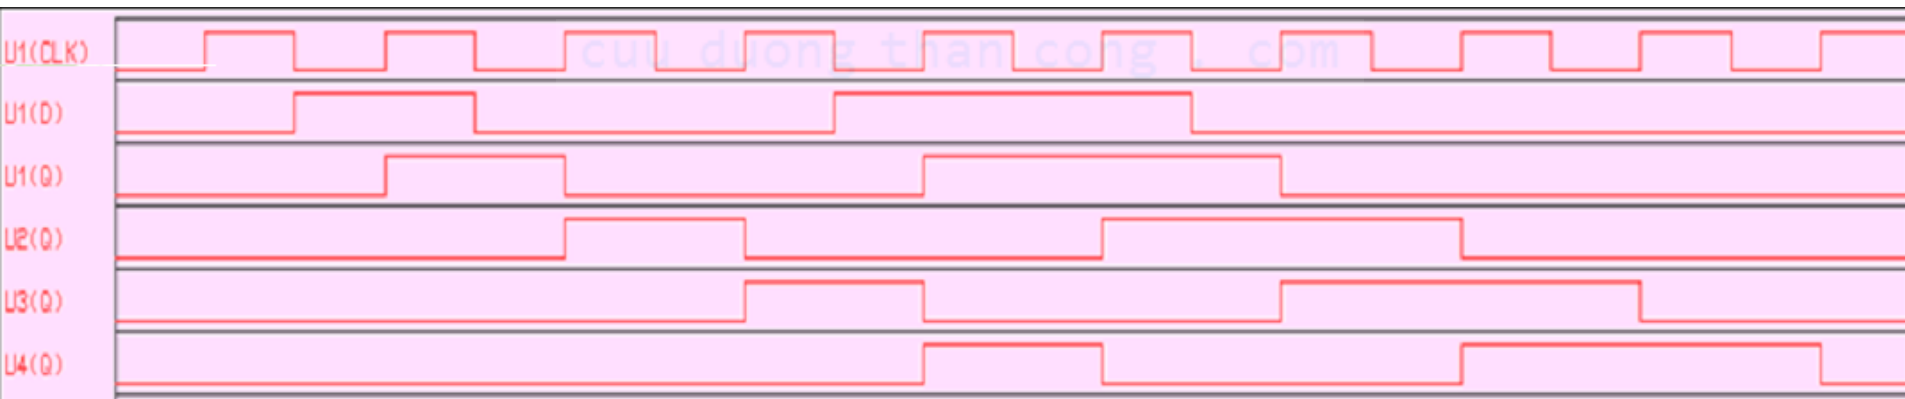 cuu duong than cong . com
U1(CLK)
U1(D)
U1(Q)
U2(Q)
U3(Q)
U4(Q)